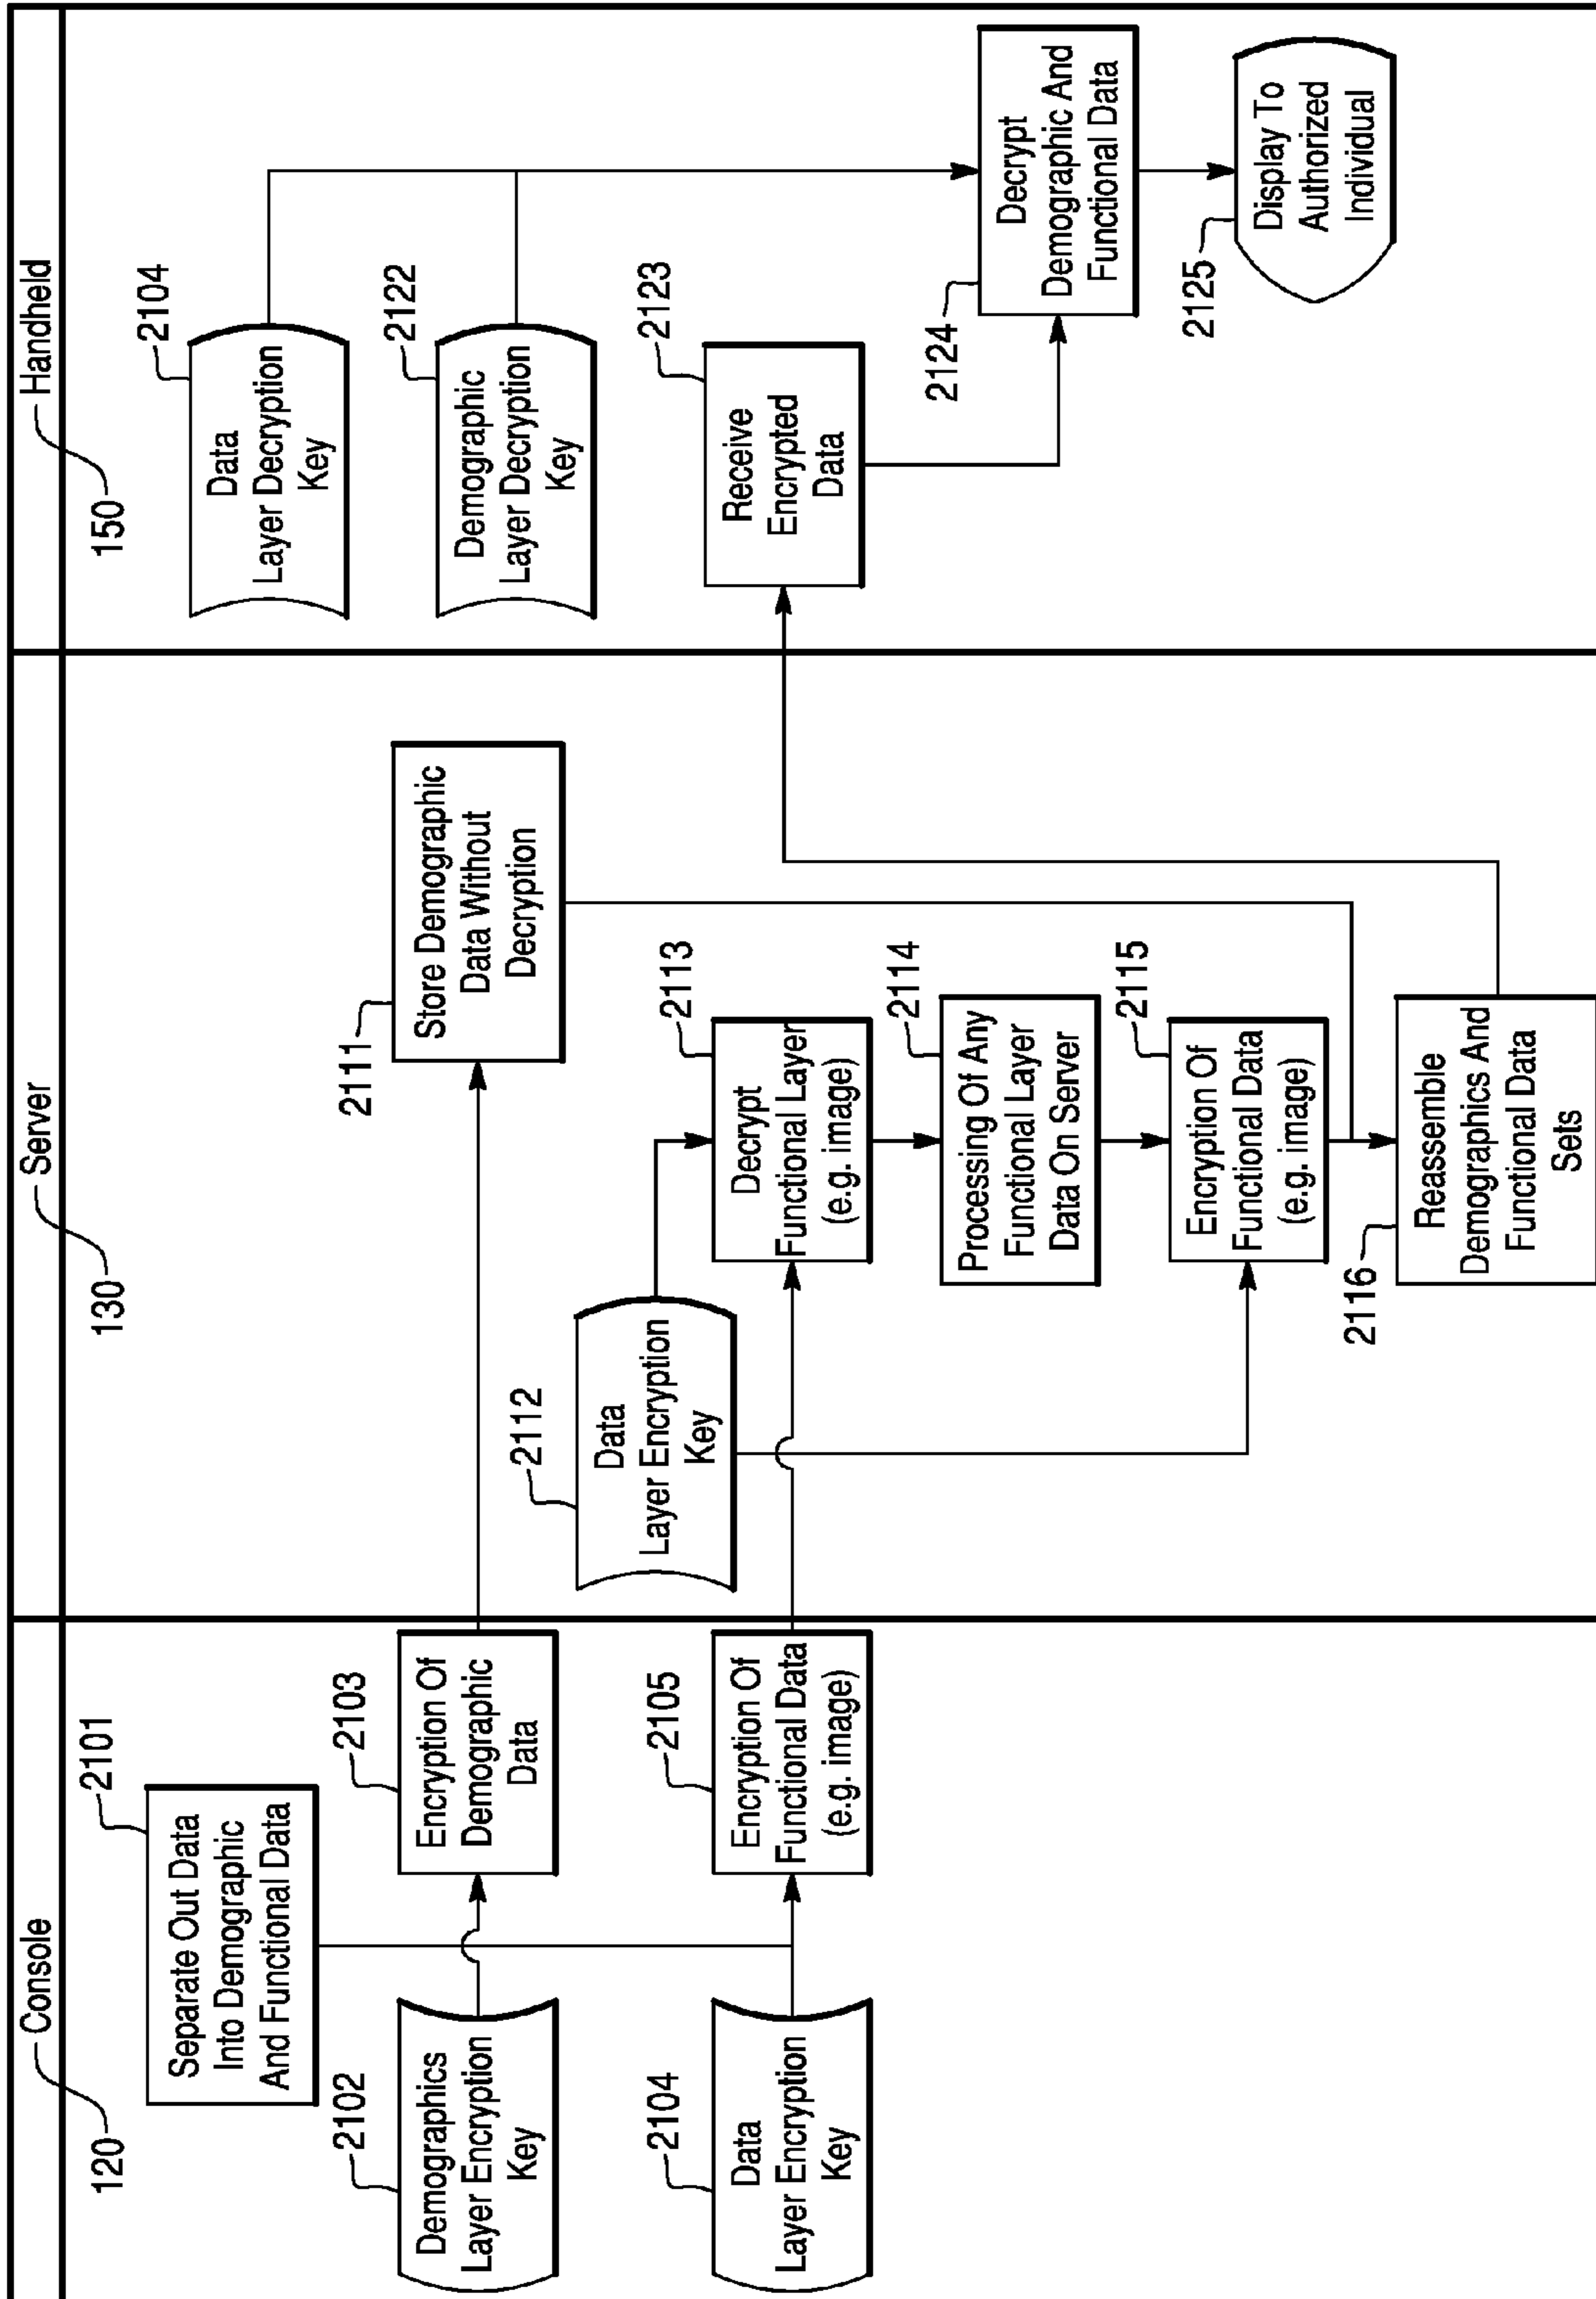 Console
120
Server
130
Handheld
150
2101
Separate Out Data
Into Demographic
And Functional Data
2102
Demographics
Layer Encryption
Key
2103
Encryption Of
Demographic
Data
2104
Data
Layer Encryption
Key
2105
Encryption Of
Functional Data
(e.g. image)
2111
Store Demographic
Data Without
Decryption
2112
Data
Layer Encryption
Key
2113
Decrypt
Functional Layer
(e.g. image)
2114
Processing Of Any
Functional Layer
Data On Server
2115
Encryption Of
Functional Data
(e.g. image)
2116
Reassemble
Demographics And
Functional Data
Sets
2104
Data
Layer Decryption
Key
2122
Demographic
Layer Decryption
Key
2123
Receive
Encrypted
Data
2124
Decrypt
Demographic And
Functional Data
2125
Display To
Authorized
Individual